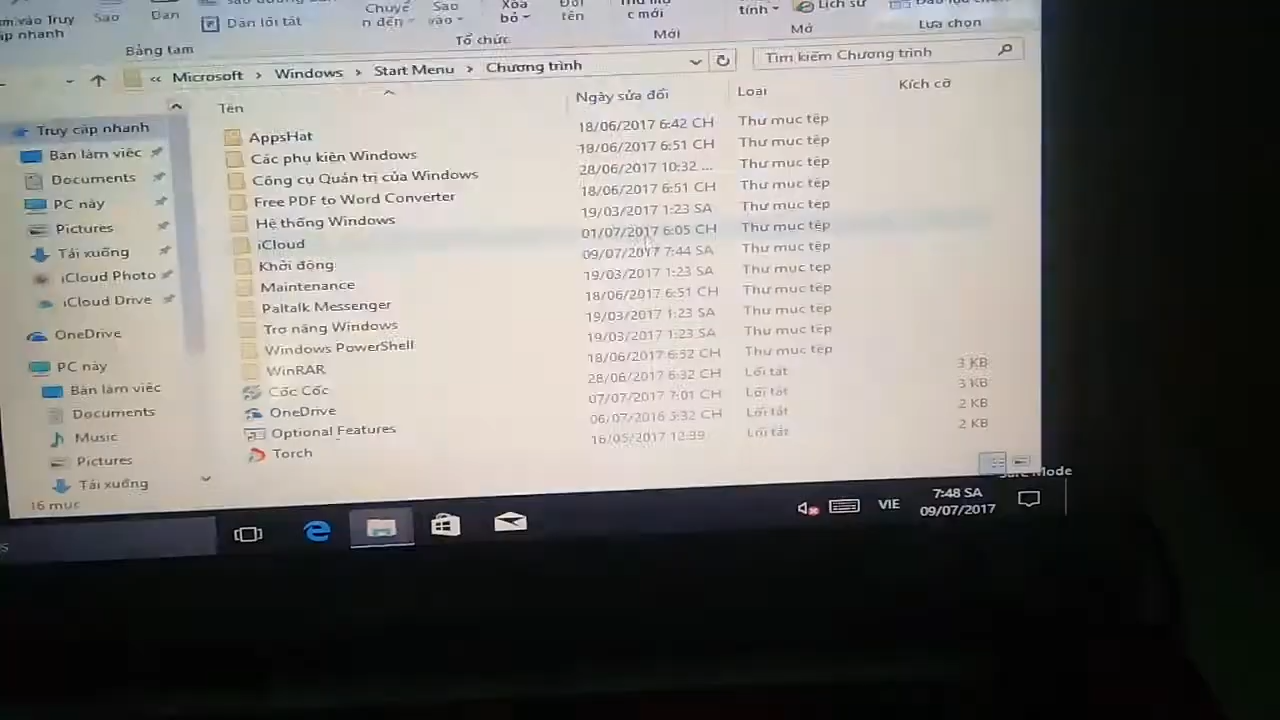 Chuyể
n đến
Sao
vào
Xóa
bỏ
Đổi
tên
c mới
tính
Lịch sử
vào Truy
ập nhanh
Sao
Dán
Dán lối tắt
Bảng tạm
Tổ chức
Mới
Mở
Lưa chọn
« Microsoft › Windows › Start Menu › Chương trình
Tìm kiếm Chương trình
Tên
Ngày sửa đổi
Loại
Kích cỡ
Truy cập nhanh
Bàn làm việc
Documents
PC này
Pictures
Tải xuống
iCloud Photo
iCloud Drive
OneDrive
PC này
Bàn làm việc
Documents
Music
Pictures
Tải xuống
AppsHat
18/06/2017 6:42 CH
Thư mục tệp
Các phụ kiện Windows
18/06/2017 6:51 CH
Thư mục tệp
Công cụ Quản trị của Windows
28/06/2017 10:32 ...
Thư mục tệp
Free PDF to Word Converter
18/06/2017 6:51 CH
Thư mục tệp
Hệ thống Windows
19/03/2017 1:23 SA
Thư mục tệp
iCloud
01/07/2017 6:05 CH
Thư mục tệp
Khởi động
09/07/2017 7:44 SA
Thư mục tệp
Maintenance
19/03/2017 1:23 SA
Thư mục tệp
Paltalk Messenger
18/06/2017 6:51 CH
Thư mục tệp
Trợ năng Windows
19/03/2017 1:23 SA
Thư mục tệp
Windows PowerShell
19/03/2017 1:23 SA
Thư mục tệp
WinRAR
18/06/2017 6:52 CH
Thư mục tệp
Cốc Cốc
28/06/2017 6:32 CH
Lối tắt
3 KB
OneDrive
07/07/2017 7:01 CH
Lối tắt
3 KB
Optional Features
06/07/2016 5:32 CH
Lối tắt
2 KB
Torch
16/05/2017 12:39
Lối tắt
2 KB
16 mục
Mode
VIE
7:48 SA
09/07/2017